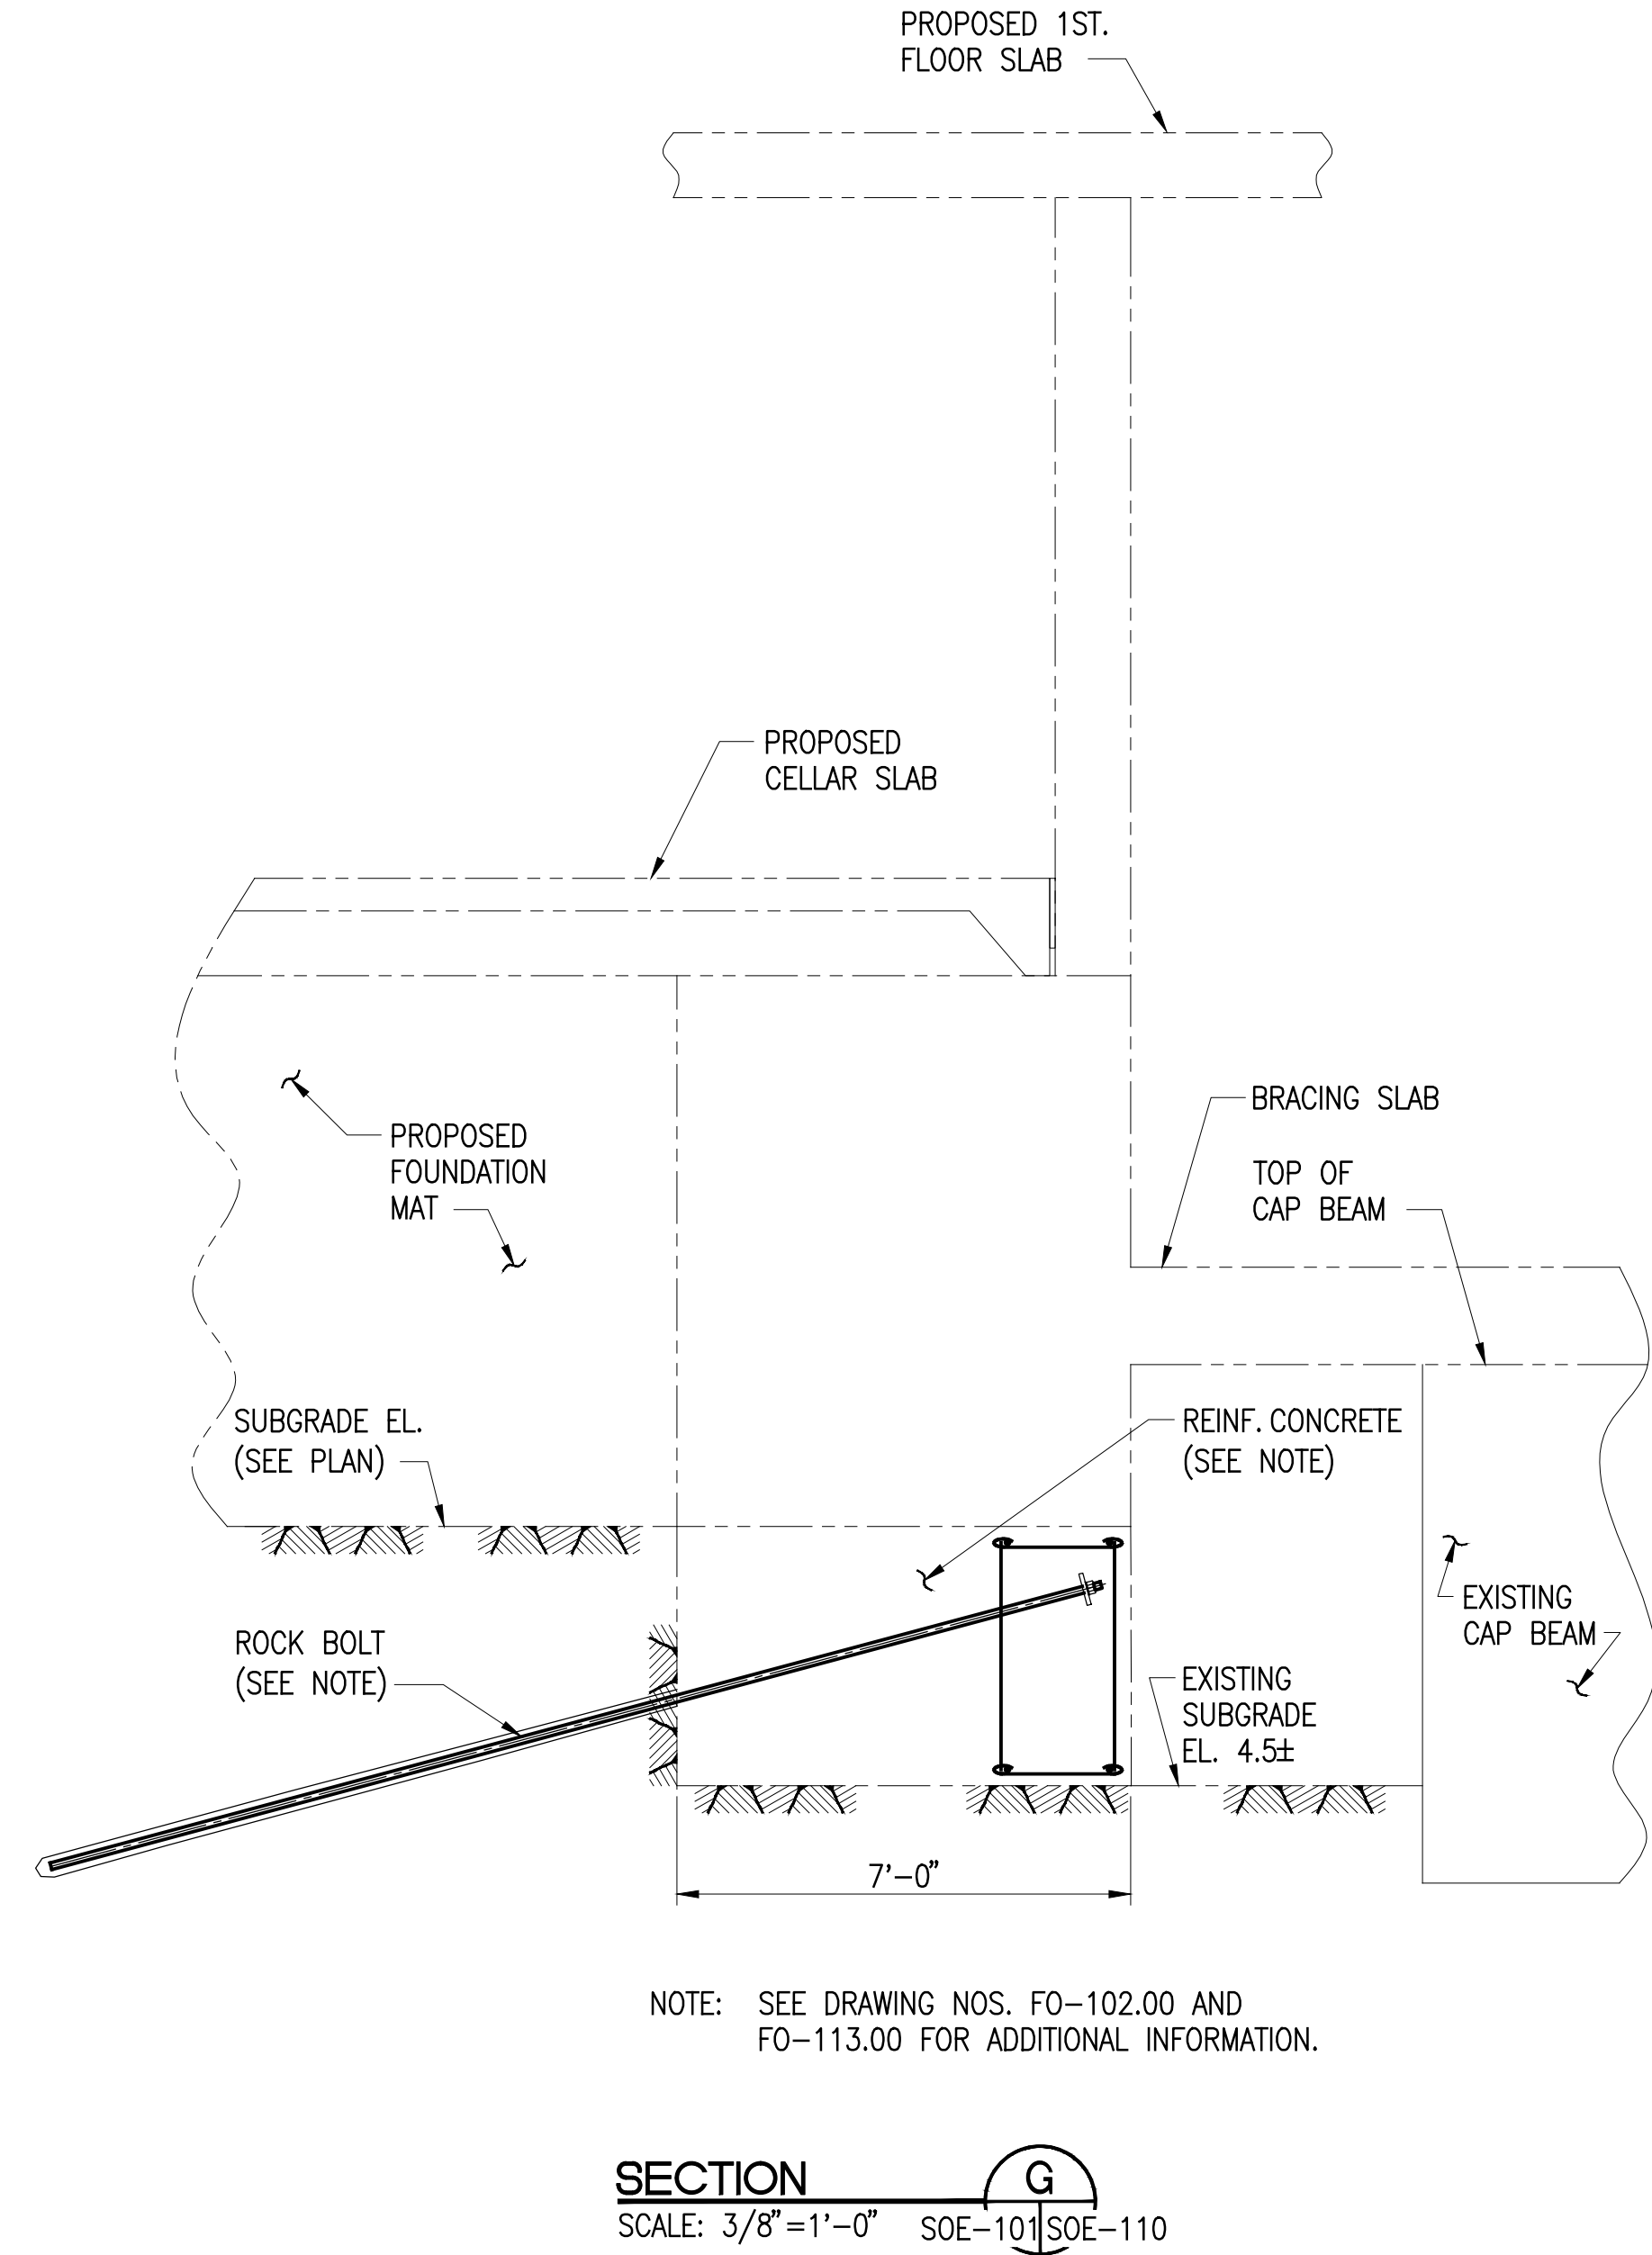 PROPOSED 1ST.
FLOOR SLAB
PROPOSED
CELLAR SLAB
BRACING SLAB
PROPOSED
FOUNDATION
MAT
TOP OF
CAP BEAM
SUBGRADE EL.
(SEE PLAN)
REINF. CONCRETE
(SEE NOTE)
EXISTING
CAP BEAM
ROCK BOLT
(SEE NOTE)
EXISTING
SUBGRADE
EL. 4.5±
7'-0"
NOTE: SEE DRAWING NOS. FO-102.00 AND
FO-113.00 FOR ADDITIONAL INFORMATION.
SECTION
G
SCALE: 3/8"=1'-0"
SOE-101 SOE-110